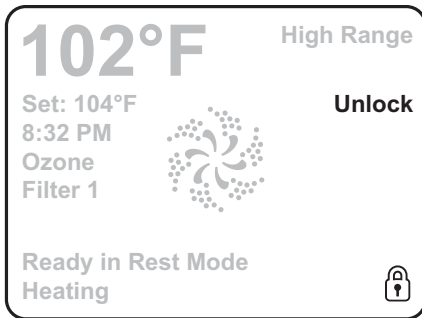 102°F
High Range
Set: 104°F
Unlock
8:32 PM
Ozone
Filter 1
Ready in Rest Mode
Heating